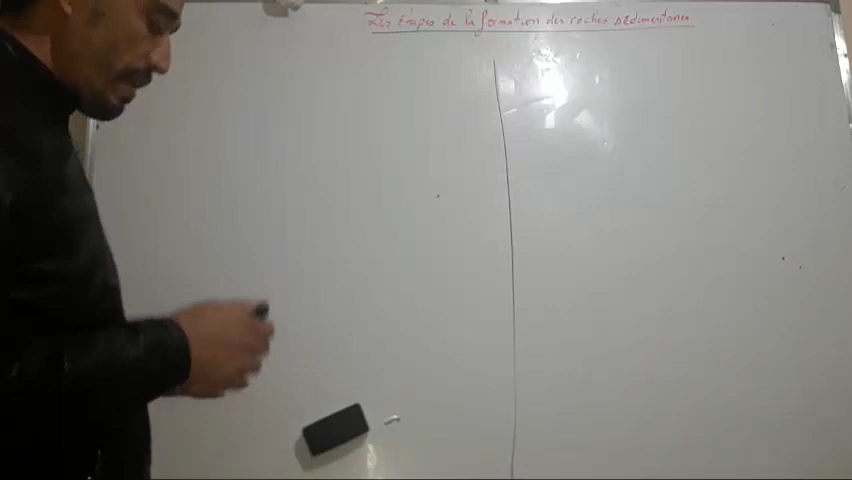 Les étapes de la formation des roches sédimentaires